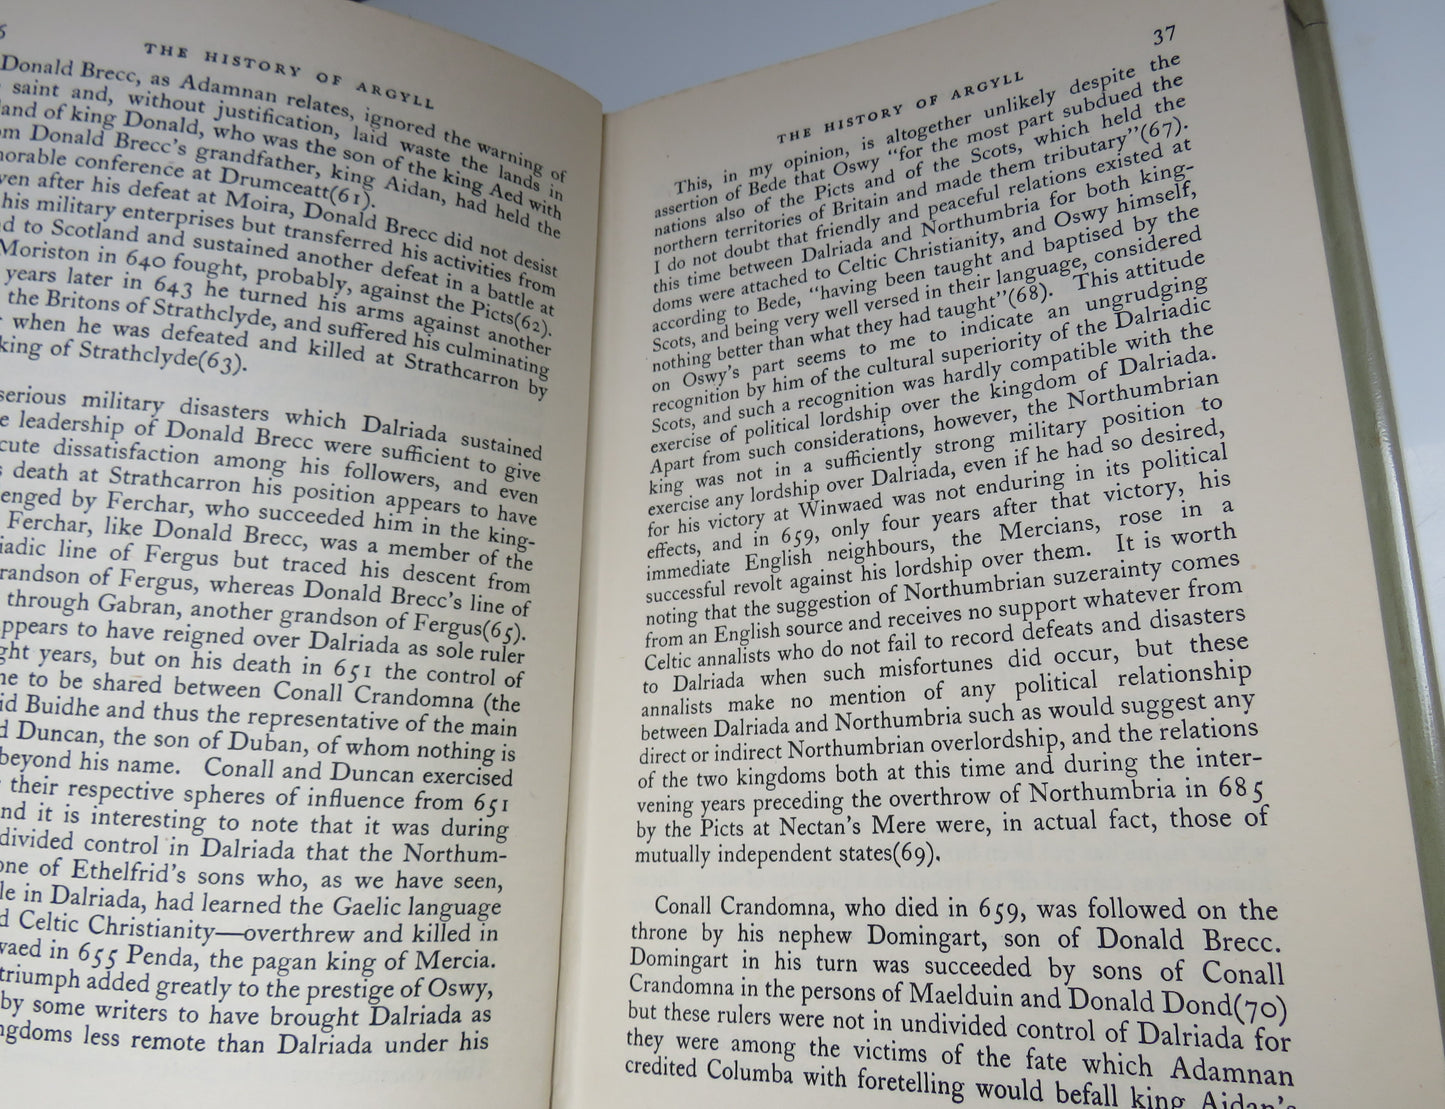 6
THE HISTORY OF ARGYLL
Donald Brecc, as Adamnan relates, ignored the warning of
saint and, without justification, laid waste the lands in
land of king Donald, who was the son of the king Aed with
om Donald Brecc's grandfather, king Aidan, had held the
norable conference at Drumceatt(61).
ven after his defeat at Moira, Donald Brecc did not desist
his military enterprises but transferred his activities from
nd to Scotland and sustained another defeat in a battle at
Moriston in 640 fought, probably, against the Picts(62).
years later in 643 he turned his arms against another
the Britons of Strathclyde, and suffered his culminating
when he was defeated and killed at Strathcarron by
king of Strathclyde(63).
serious military disasters which Dalriada sustained
e leadership of Donald Brecc were sufficient to give
cute dissatisfaction among his followers, and even
s death at Strathcarron his position appears to have
enged by Ferchar, who succeeded him in the king-
Ferchar, like Donald Brecc, was a member of the
iadic line of Fergus but traced his descent from
randson of Fergus, whereas Donald Brecc's line of
through Gabran, another grandson of Fergus(65).
ppears to have reigned over Dalriada as sole ruler
ght years, but on his death in 651 the control of
ne to be shared between Conall Crandomna (the
id Buidhe and thus the representative of the main
d Duncan, the son of Duban, of whom nothing is
beyond his name. Conall and Duncan exercised
their respective spheres of influence from 651
nd it is interesting to note that it was during
divided control in Dalriada that the Northum-
one of Ethelfrid's sons who, as we have seen,
le in Dalriada, had learned the Gaelic language
d Celtic Christianity—overthrew and killed in
waed in 655 Penda, the pagan king of Mercia.
triumph added greatly to the prestige of Oswy,
by some writers to have brought Dalriada as
ngdoms less remote than Dalriada under his
37
THE HISTORY OF ARGYLL
This, in my opinion, is altogether unlikely despite the
assertion of Bede that Oswy "for the most part subdued the
nations also of the Picts and of the Scots, which held the
northern territories of Britain and made them tributary"(67).
I do not doubt that friendly and peaceful relations existed at
this time between Dalriada and Northumbria for both king-
doms were attached to Celtic Christianity, and Oswy himself,
according to Bede, "having been taught and baptised by the
Scots, and being very well versed in their language, considered
nothing better than what they had taught"(68). This attitude
on Oswy's part seems to me to indicate an ungrudging
recognition by him of the cultural superiority of the Dalriadic
Scots, and such a recognition was hardly compatible with the
exercise of political lordship over the kingdom of Dalriada.
Apart from such considerations, however, the Northumbrian
king was not in a sufficiently strong military position to
exercise any lordship over Dalriada, even if he had so desired,
for his victory at Winwaed was not enduring in its political
effects, and in 659, only four years after that victory, his
immediate English neighbours, the Mercians, rose in a
successful revolt against his lordship over them. It is worth
noting that the suggestion of Northumbrian suzerainty comes
from an English source and receives no support whatever from
Celtic annalists who do not fail to record defeats and disasters
to Dalriada when such misfortunes did occur, but these
annalists make no mention of any political relationship
between Dalriada and Northumbria such as would suggest any
direct or indirect Northumbrian overlordship, and the relations
of the two kingdoms both at this time and during the inter-
vening years preceding the overthrow of Northumbria in 685
by the Picts at Nectan's Mere were, in actual fact, those of
mutually independent states(69).
Conall Crandomna, who died in 659, was followed on the
throne by his nephew Domingart, son of Donald Brecc.
Domingart in his turn was succeeded by sons of Conall
Crandomna in the persons of Maelduin and Donald Dond(70)
but these rulers were not in undivided control of Dalriada for
they were among the victims of the fate which Adamnan
credited Columba with foretelling would befall king Aidan's